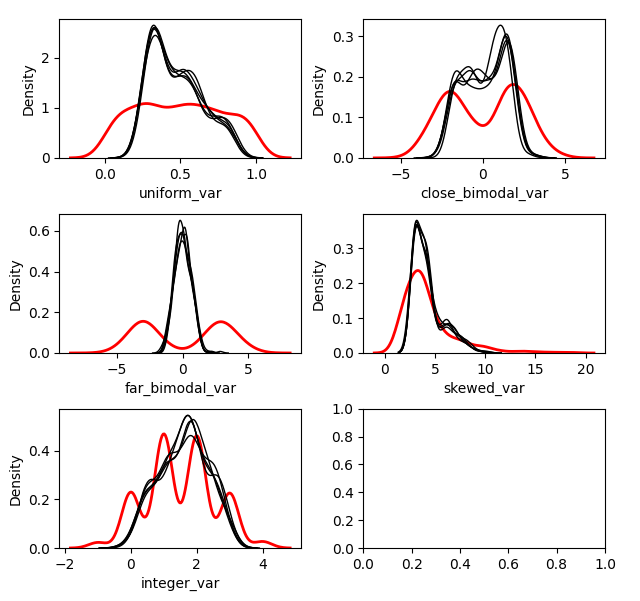 2
1
0
Density
0.0 0.5 1.0
uniform_var
0.3
0.2
0.1
0.0
Density
−5 0 5
close_bimodal_var
0.6
0.4
0.2
0.0
Density
−5 0 5
far_bimodal_var
0.3
0.2
0.1
0.0
Density
0 5 10 15 20
skewed_var
0.4
0.2
0.0
Density
−2 0 2 4
integer_var
1.0
0.8
0.6
0.4
0.2
0.0
0.0 0.2 0.4 0.6 0.8 1.0